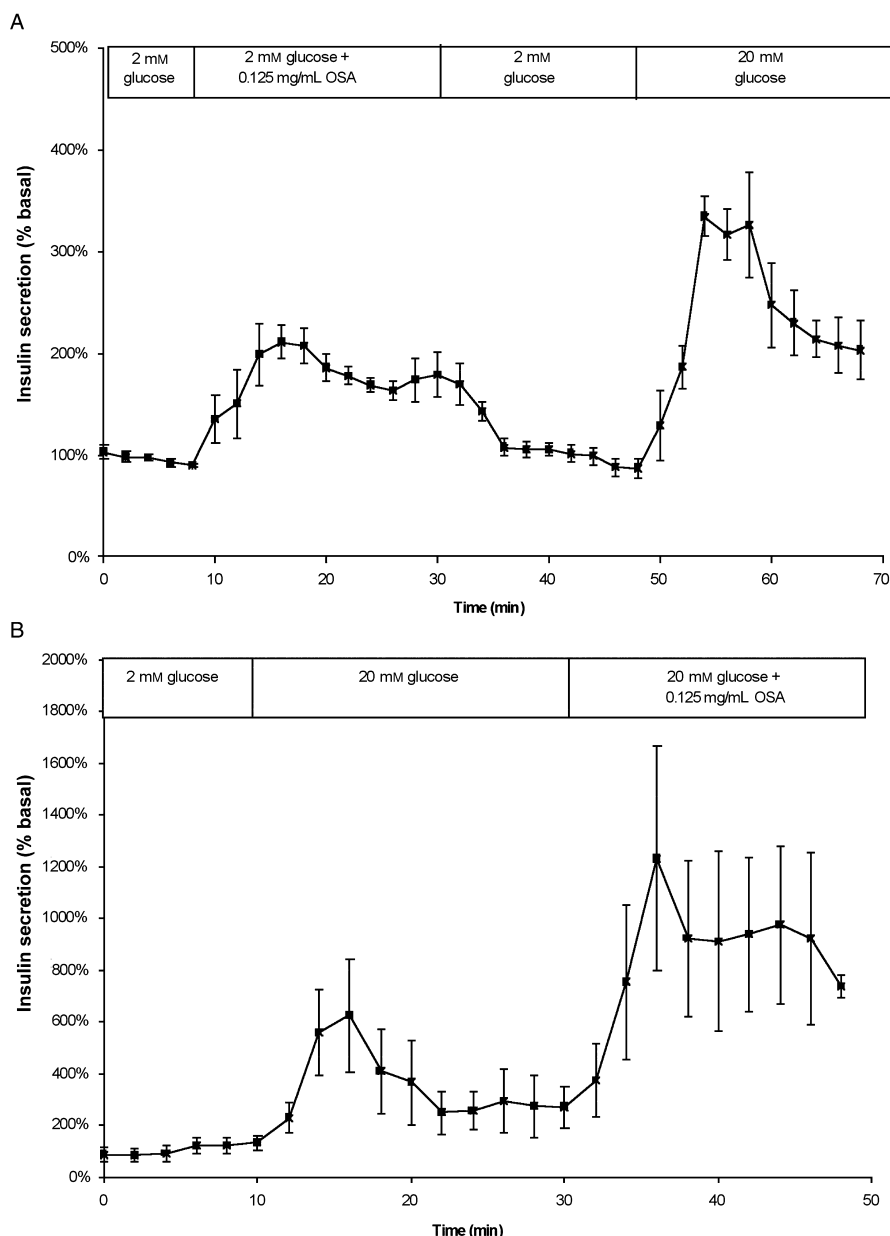 A
500%
2 mM
glucose
2 mM glucose +
0.125 mg/mL OSA
2 mM
glucose
20 mM
glucose
400%
300%
200%
100%
0%
Insulin secretion (% basal)
0 10 20 30 40 50 60 70
Time (min)
B
2000%
2 mM glucose
20 mM glucose
20 mM glucose +
0.125 mg/mL OSA
1800%
1600%
1400%
1200%
1000%
800%
600%
400%
200%
0%
Insulin secretion (% basal)
0 10 20 30 40 50
Time (min)